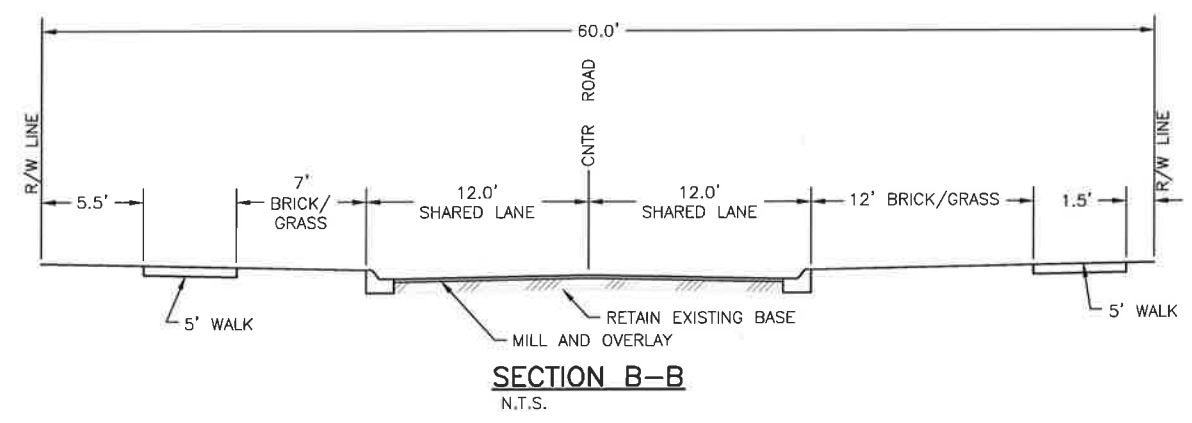 60.0'
R/W LINE
CNTR ROAD
R/W LINE
5.5'
7'
BRICK/
GRASS
12.0'
SHARED LANE
12.0'
SHARED LANE
12' BRICK/GRASS
1.5'
5' WALK
RETAIN EXISTING BASE
MILL AND OVERLAY
5' WALK
SECTION B-B
N.T.S.